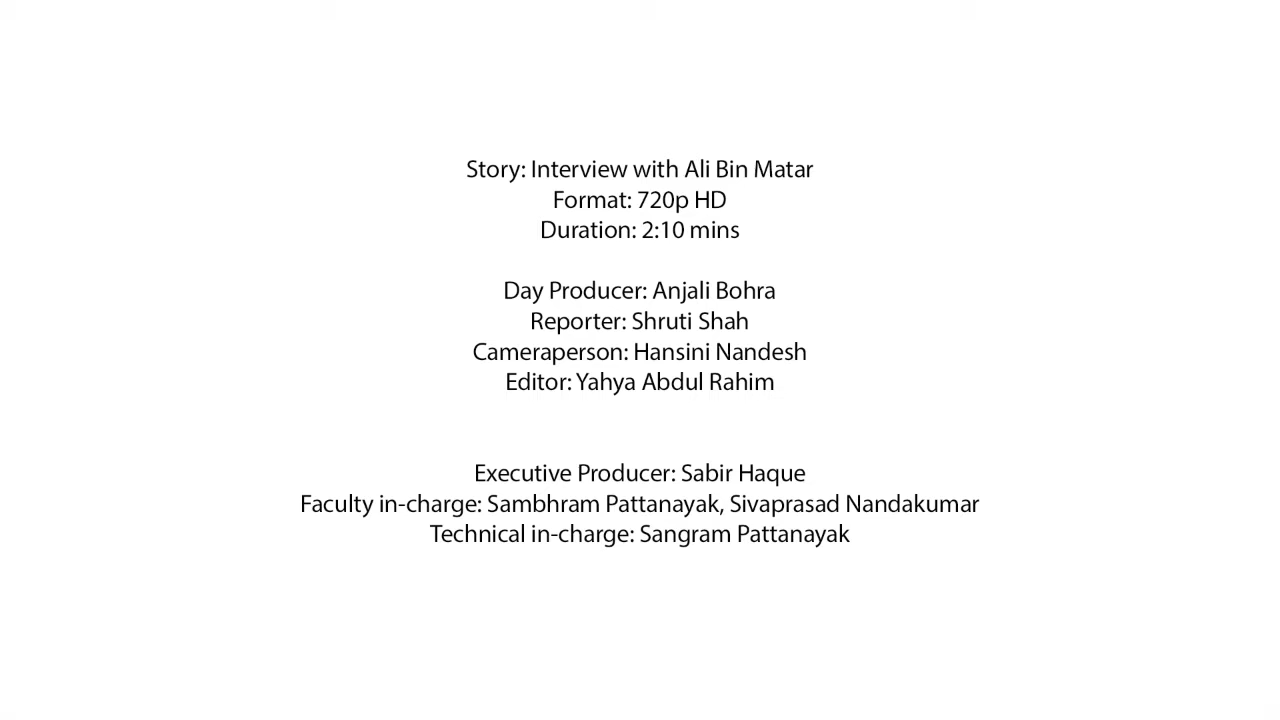 Story: Interview with Ali Bin Matar
Format: 720p HD
Duration: 2:10 mins
Day Producer: Anjali Bohra
Reporter: Shruti Shah
Cameraperson: Hansini Nandesh
Editor: Yahya Abdul Rahim
Executive Producer: Sabir Haque
Faculty in-charge: Sambhram Pattanayak, Sivaprasad Nandakumar
Technical in-charge: Sangram Pattanayak